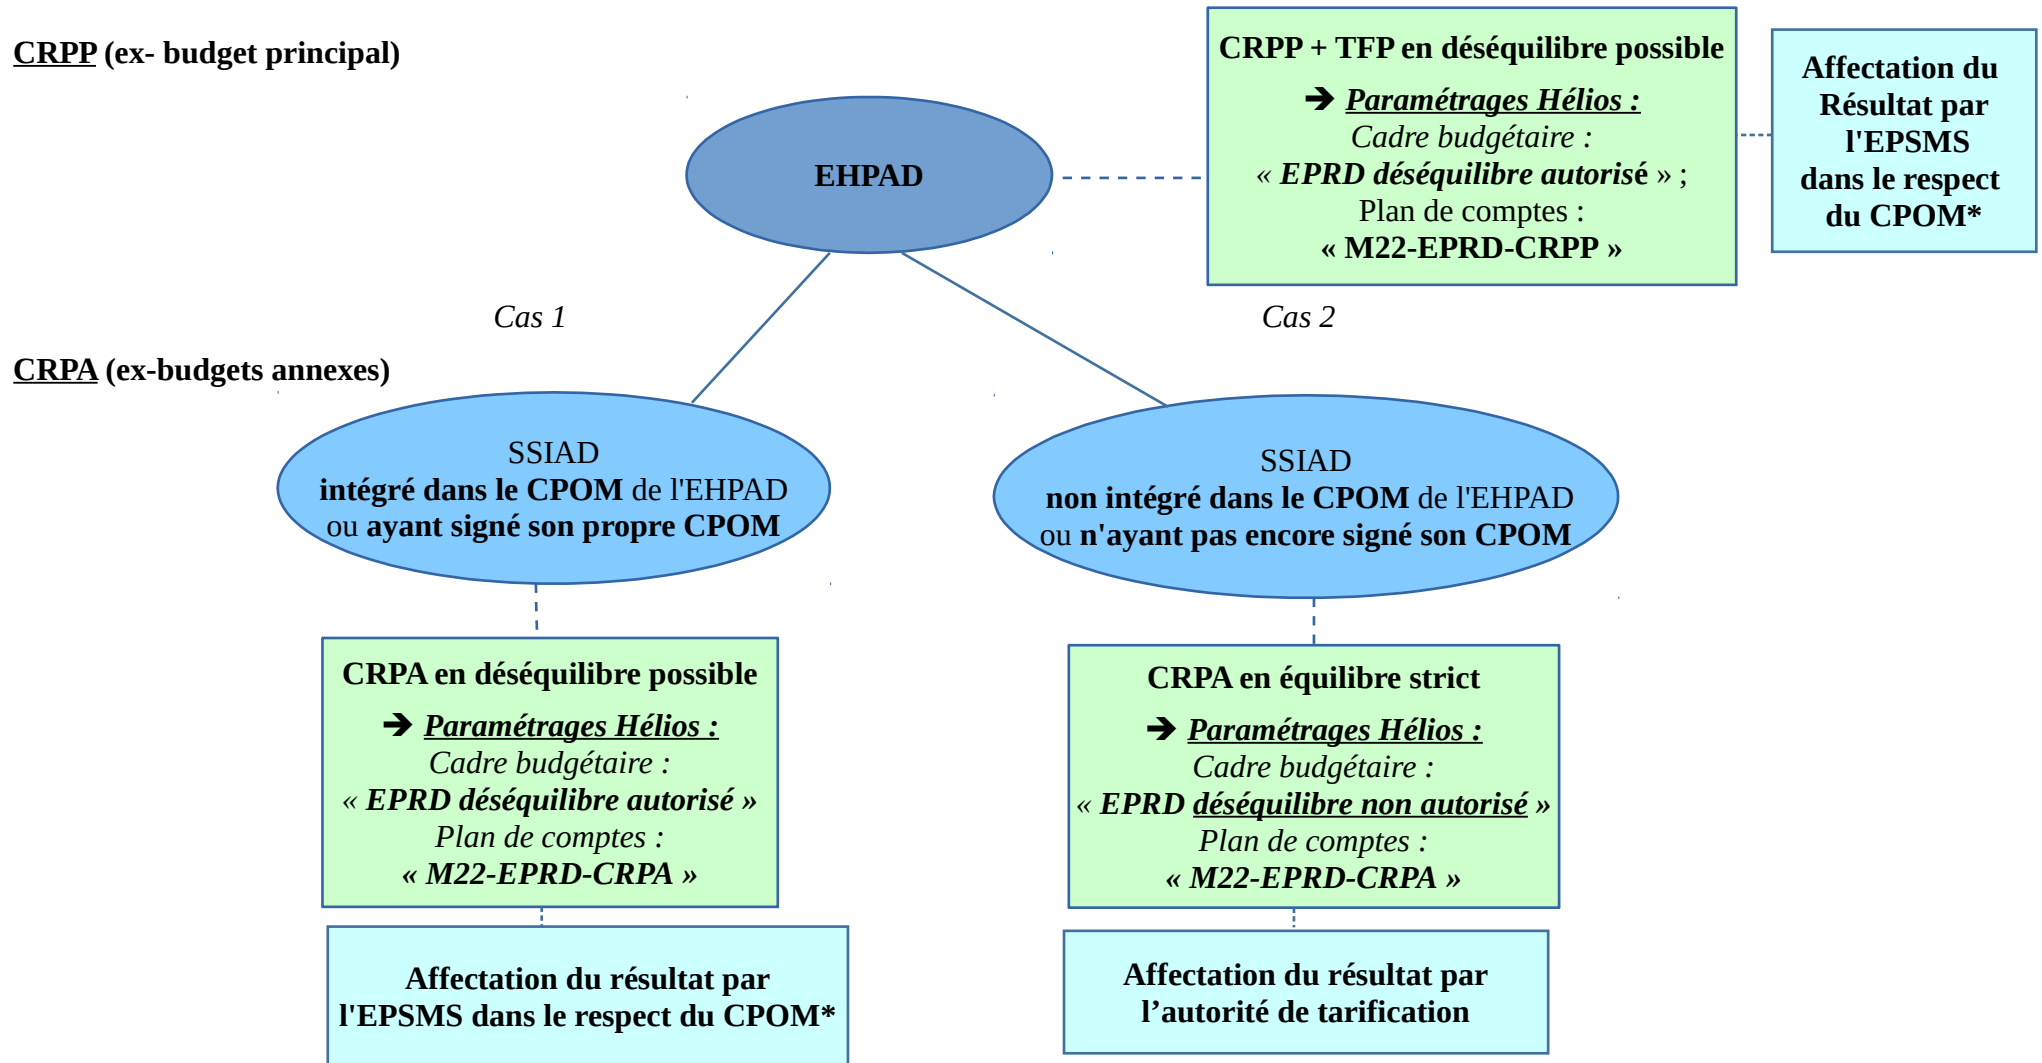 CRPP (ex- budget principal)
CRPP + TFP en déséquilibre possible
➔ Paramétrages Hélios :
Cadre budgétaire :
« EPRD déséquilibre autorisé » ;
Plan de comptes :
« M22-EPRD-CRPP »
Affectation du
Résultat par
l'EPSMS
dans le respect
du CPOM*
EHPAD
Cas 1
Cas 2
CRPA (ex-budgets annexes)
SSIAD
intégré dans le CPOM de l'EHPAD
ou ayant signé son propre CPOM
SSIAD
non intégré dans le CPOM de l'EHPAD
ou n'ayant pas encore signé son CPOM
CRPA en déséquilibre possible
➔ Paramétrages Hélios :
Cadre budgétaire :
« EPRD déséquilibre autorisé »
Plan de comptes :
« M22-EPRD-CRPA »
CRPA en équilibre strict
➔ Paramétrages Hélios :
Cadre budgétaire :
« EPRD déséquilibre non autorisé »
Plan de comptes :
« M22-EPRD-CRPA »
Affectation du résultat par
l'EPSMS dans le respect du CPOM*
Affectation du résultat par
l’autorité de tarification